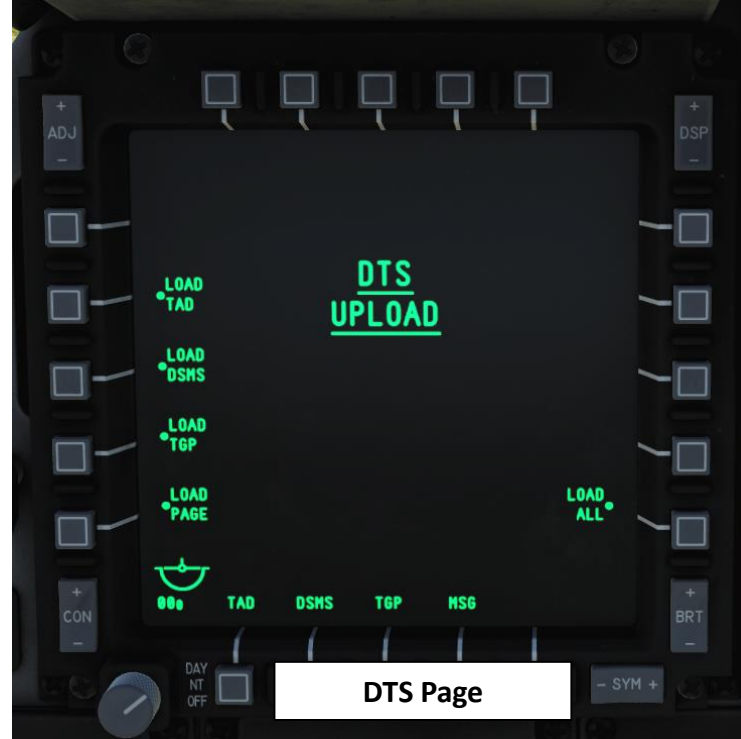 +
ADJ
-
+
DSP
-
DTS
UPLOAD
LOAD
TAD
LOAD
DSMS
LOAD
TGP
LOAD
PAGE
LOAD
ALL
TAD
DSMS
TGP
MSG
+
CON
-
+
BRT
-
DAY
NT
OFF
DTS Page
- SYM +